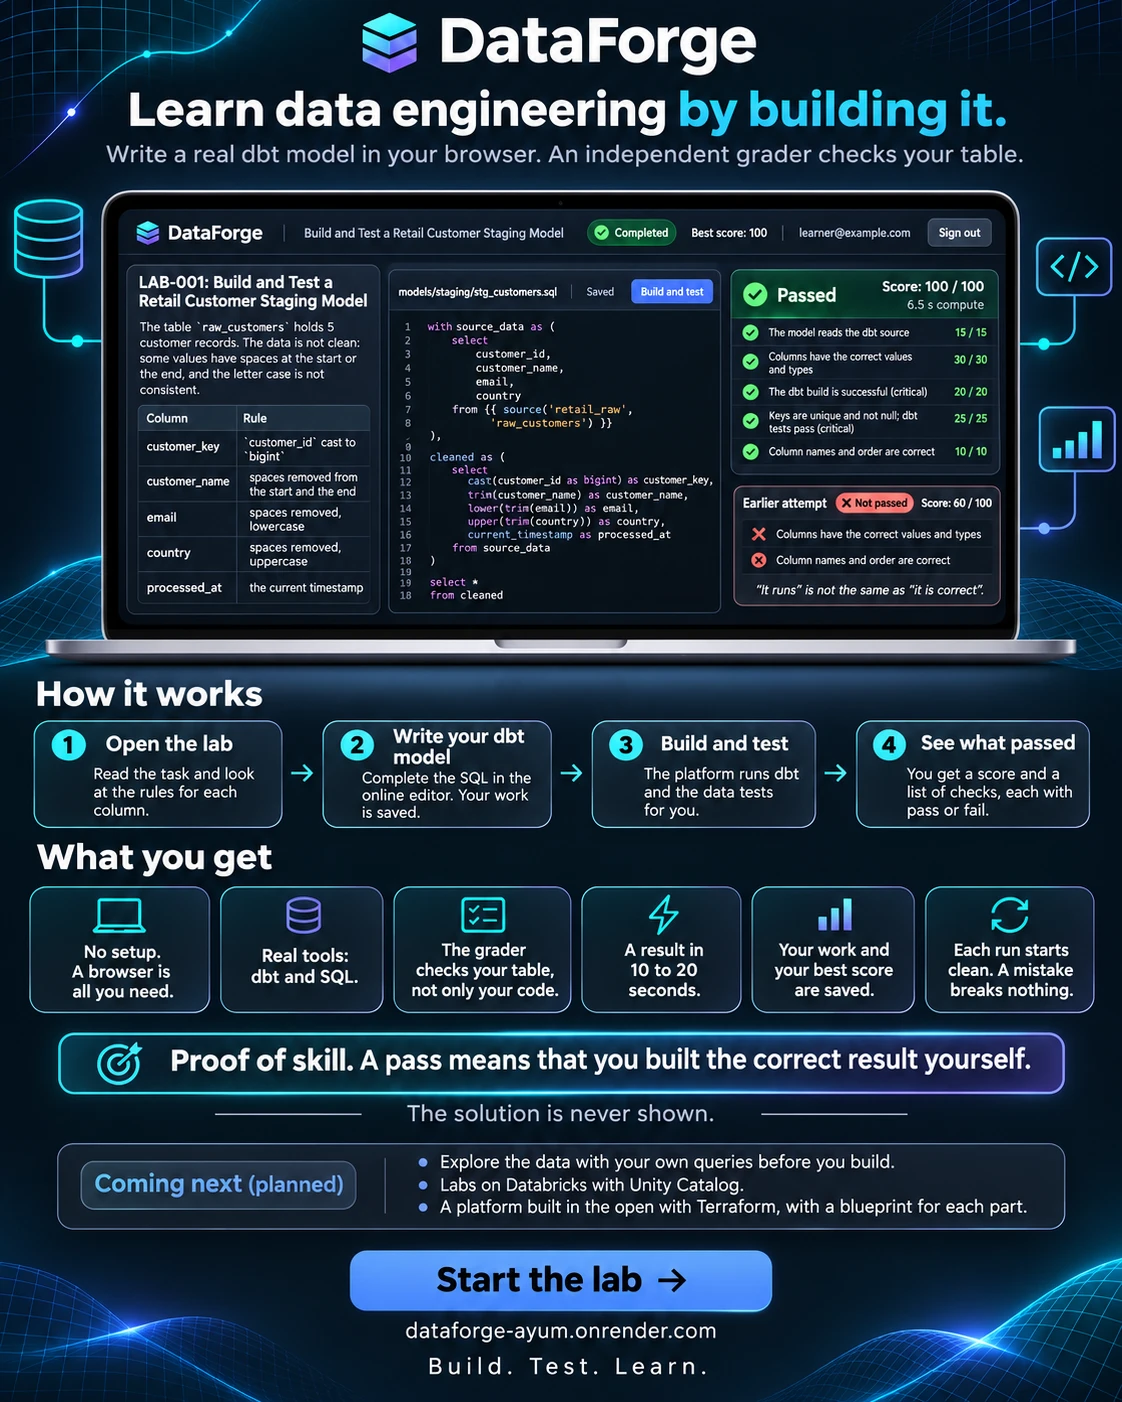 DataForge
Learn data engineering by building it.
Write a real dbt model in your browser. An independent grader checks your table.
DataForge
Build and Test a Retail Customer Staging Model
Completed
Best score: 100
learner@example.com
Sign out
LAB-001: Build and Test a
Retail Customer Staging Model
The table `raw_customers` holds 5
customer records. The data is not clean:
some values have spaces at the start or
the end, and the letter case is not
consistent.
Column Rule
customer_key `customer_id` cast to
`bigint`
customer_name spaces removed from
the start and the end
email spaces removed,
lowercase
country spaces removed,
uppercase
processed_at the current timestamp
models/staging/stg_customers.sql
Saved
Build and test
1 with source_data as (
2 select
3 customer_id,
4 customer_name,
5 email,
6 country
7 from {{ source('retail_raw',
8 'raw_customers') }}
),
9
10 cleaned as (
11 select
12 cast(customer_id as bigint) as customer_key,
13 trim(customer_name) as customer_name,
14 lower(trim(email)) as email,
15 upper(trim(country)) as country,
16 current_timestamp as processed_at
17 from source_data
18 )
19
19 select *
18 from cleaned
Passed
Score: 100 / 100
6.5 s compute
The model reads the dbt source 15 / 15
Columns have the correct values
and types 30 / 30
The dbt build is successful (critical) 20 / 20
Keys are unique and not null; dbt
tests pass (critical) 25 / 25
Column names and order are correct 10 / 10
Earlier attempt
Not passed
Score: 60 / 100
Columns have the correct values and types
Column names and order are correct
“It runs” is not the same as “it is correct”.
How it works
1 Open the lab
Read the task and look
at the rules for each
column.
2 Write your dbt
model
Complete the SQL in the
online editor. Your work
is saved.
3 Build and test
The platform runs dbt
and the data tests
for you.
4 See what passed
You get a score and a
list of checks, each with
pass or fail.
What you get
No setup.
A browser is
all you need.
Real tools:
dbt and SQL.
The grader
checks your table,
not only your code.
A result in
10 to 20
seconds.
Your work and
your best score
are saved.
Each run starts
clean. A mistake
breaks nothing.
Proof of skill. A pass means that you built the correct result yourself.
The solution is never shown.
Coming next (planned)
Explore the data with your own queries before you build.
Labs on Databricks with Unity Catalog.
A platform built in the open with Terraform, with a blueprint for each part.
Start the lab →
dataforge-ayum.onrender.com
Build. Test. Learn.